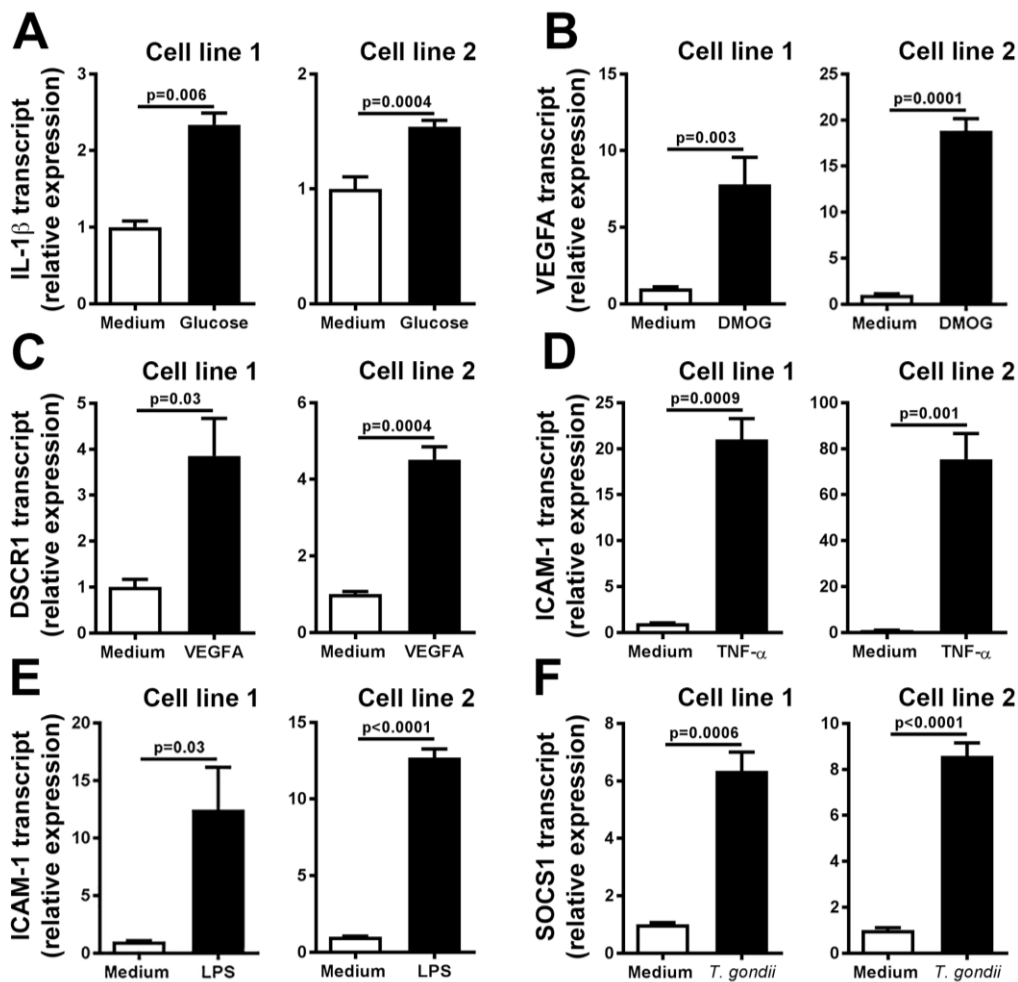 A
Cell line 1
Cell line 2
IL-1β transcript
(relative expression)
3
2
1
0
p=0.006
Medium Glucose
2
1
0
p=0.0004
Medium Glucose
B
Cell line 1
Cell line 2
VEGFA transcript
(relative expression)
15
10
5
0
p=0.003
Medium DMOG
25
20
15
10
5
0
p=0.0001
Medium DMOG
C
Cell line 1
Cell line 2
DSCR1 transcript
(relative expression)
5
4
3
2
1
0
p=0.03
Medium VEGFA
6
4
2
0
p=0.0004
Medium VEGFA
D
Cell line 1
Cell line 2
ICAM-1 transcript
(relative expression)
25
20
15
10
5
0
p=0.0009
Medium TNF-α
100
80
60
40
20
0
p=0.001
Medium TNF-α
E
Cell line 1
Cell line 2
ICAM-1 transcript
(relative expression)
20
15
10
5
0
p=0.03
Medium LPS
15
10
5
0
p<0.0001
Medium LPS
F
Cell line 1
Cell line 2
SOCS1 transcript
(relative expression)
8
6
4
2
0
p=0.0006
Medium T. gondii
10
8
6
4
2
0
p<0.0001
Medium T. gondii